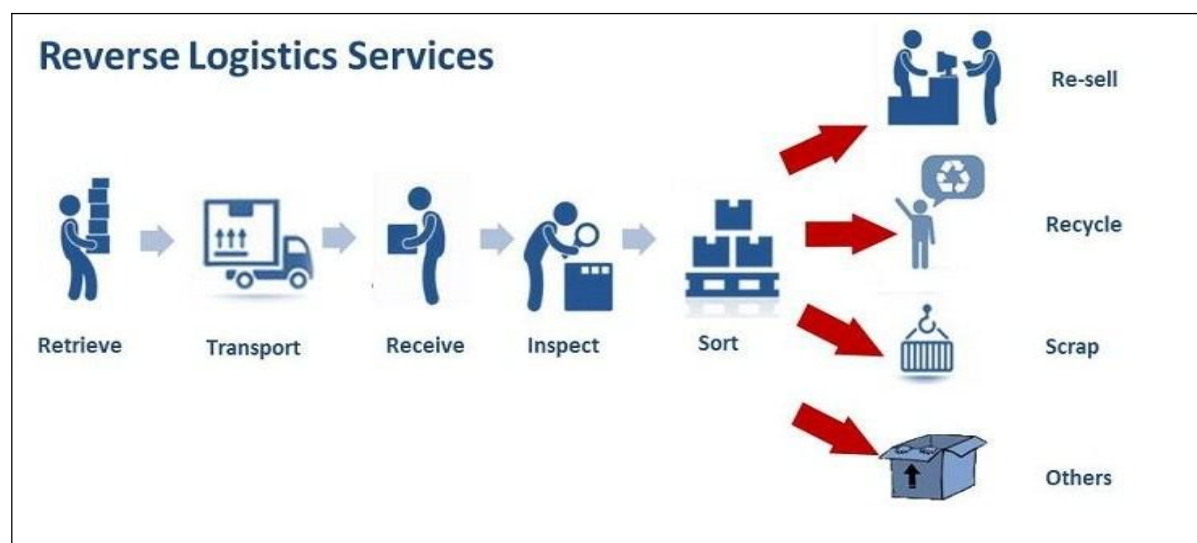 Reverse Logistics Services
Re-sell
Recycle
Retrieve
Transport
Receive
Inspect
Sort
Scrap
Others